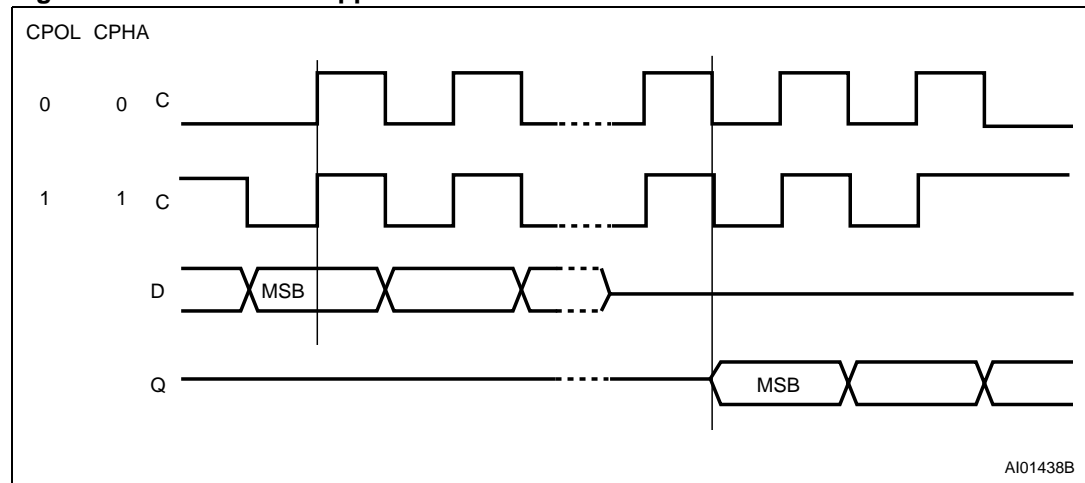 CPOL CPHA
0 0 C
1 1 C
D MSB
Q MSB
AI01438B